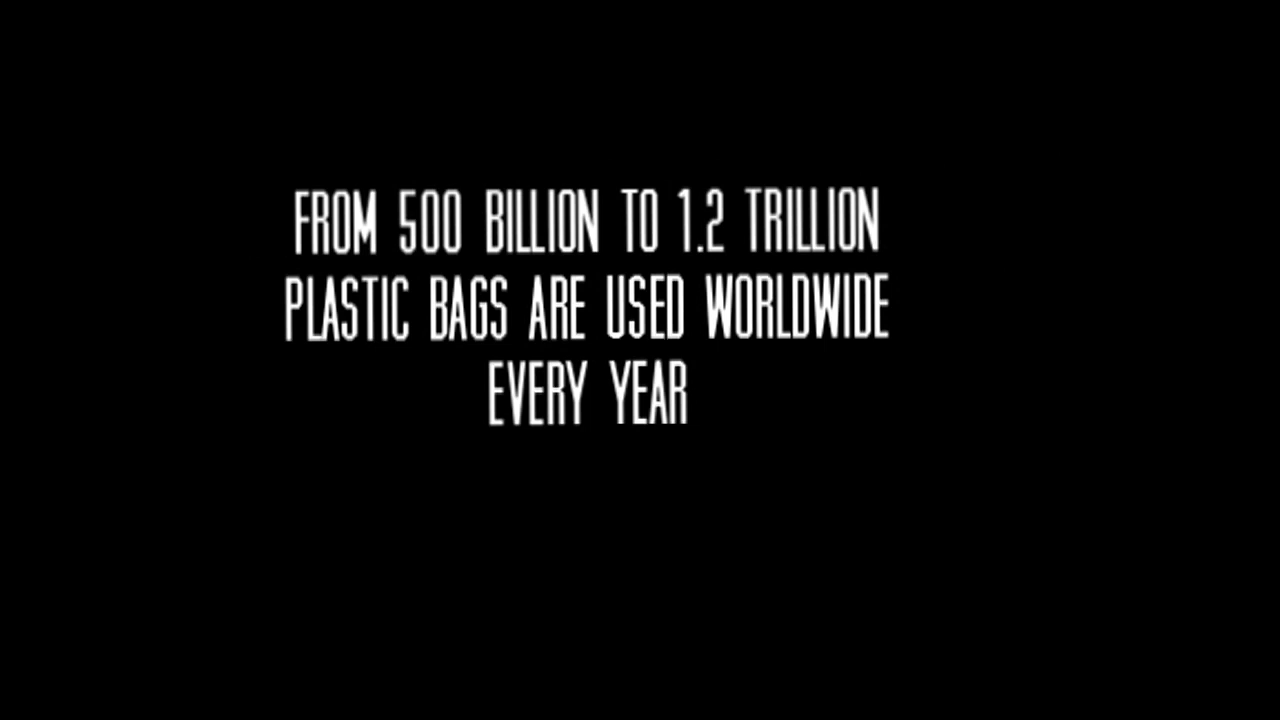 FROM 500 BILLION TO 1.2 TRILLION
PLASTIC BAGS ARE USED WORLDWIDE
EVERY YEAR